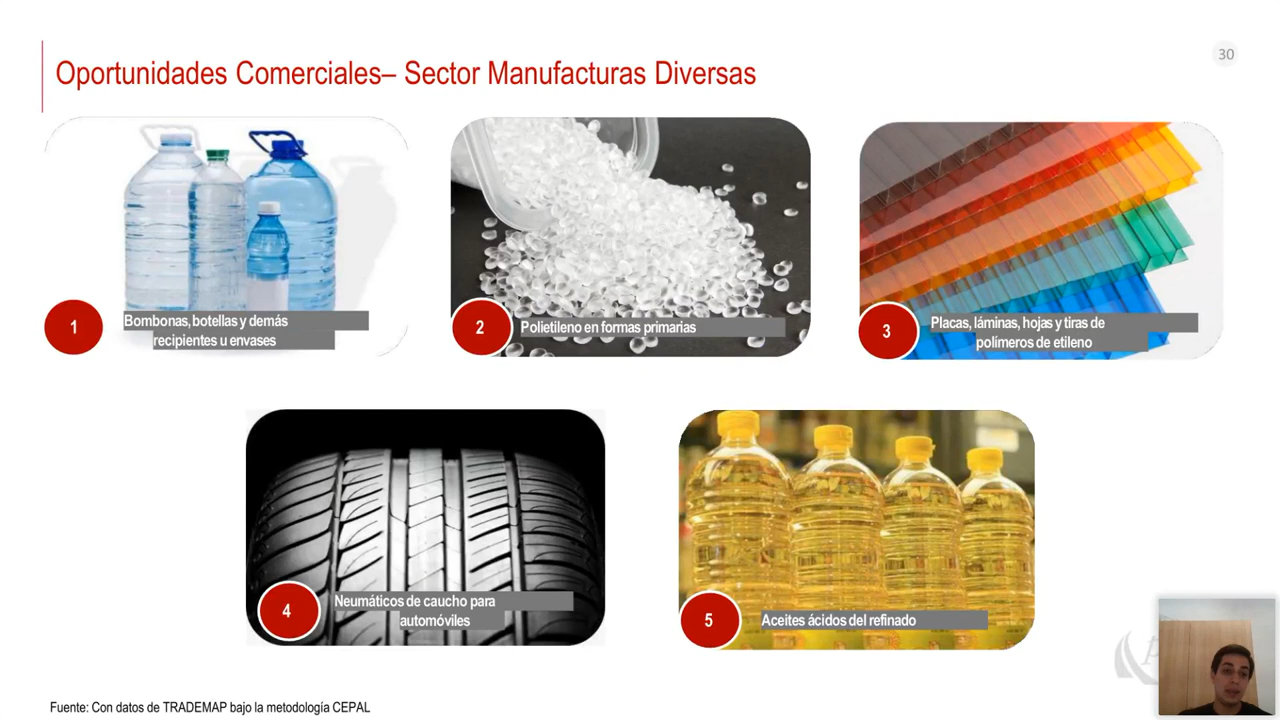 30
Oportunidades Comerciales– Sector Manufacturas Diversas
1
Bombonas, botellas y demás
recipientes u envases
2
Polietileno en formas primarias
3
Placas, láminas, hojas y tiras de
polímeros de etileno
4
Neumáticos de caucho para
automóviles
5
Aceites ácidos del refinado
Fuente: Con datos de TRADEMAP bajo la metodología CEPAL